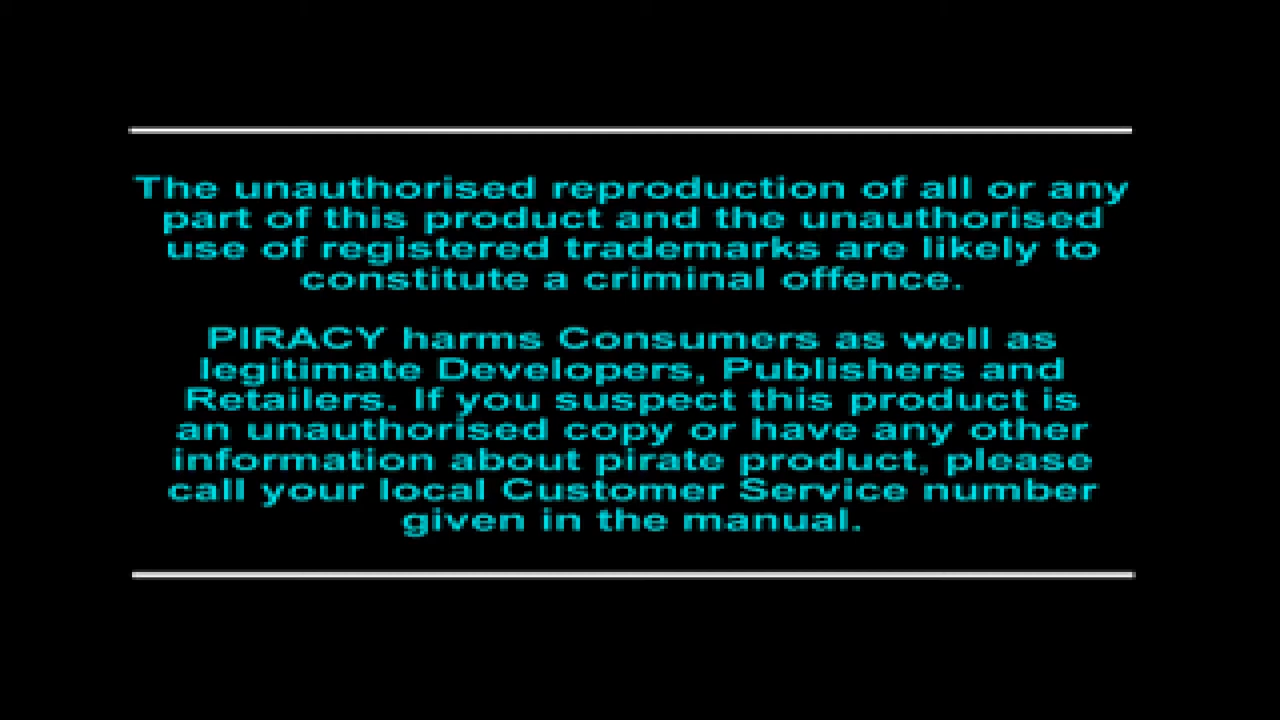 The unauthorised reproduction of all or any
part of this product and the unauthorised
use of registered trademarks are likely to
constitute a criminal offence.
PIRACY harms Consumers as well as
legitimate Developers, Publishers and
Retailers. If you suspect this product is
an unauthorised copy or have any other
information about pirate product, please
call your local Customer Service number
given in the manual.